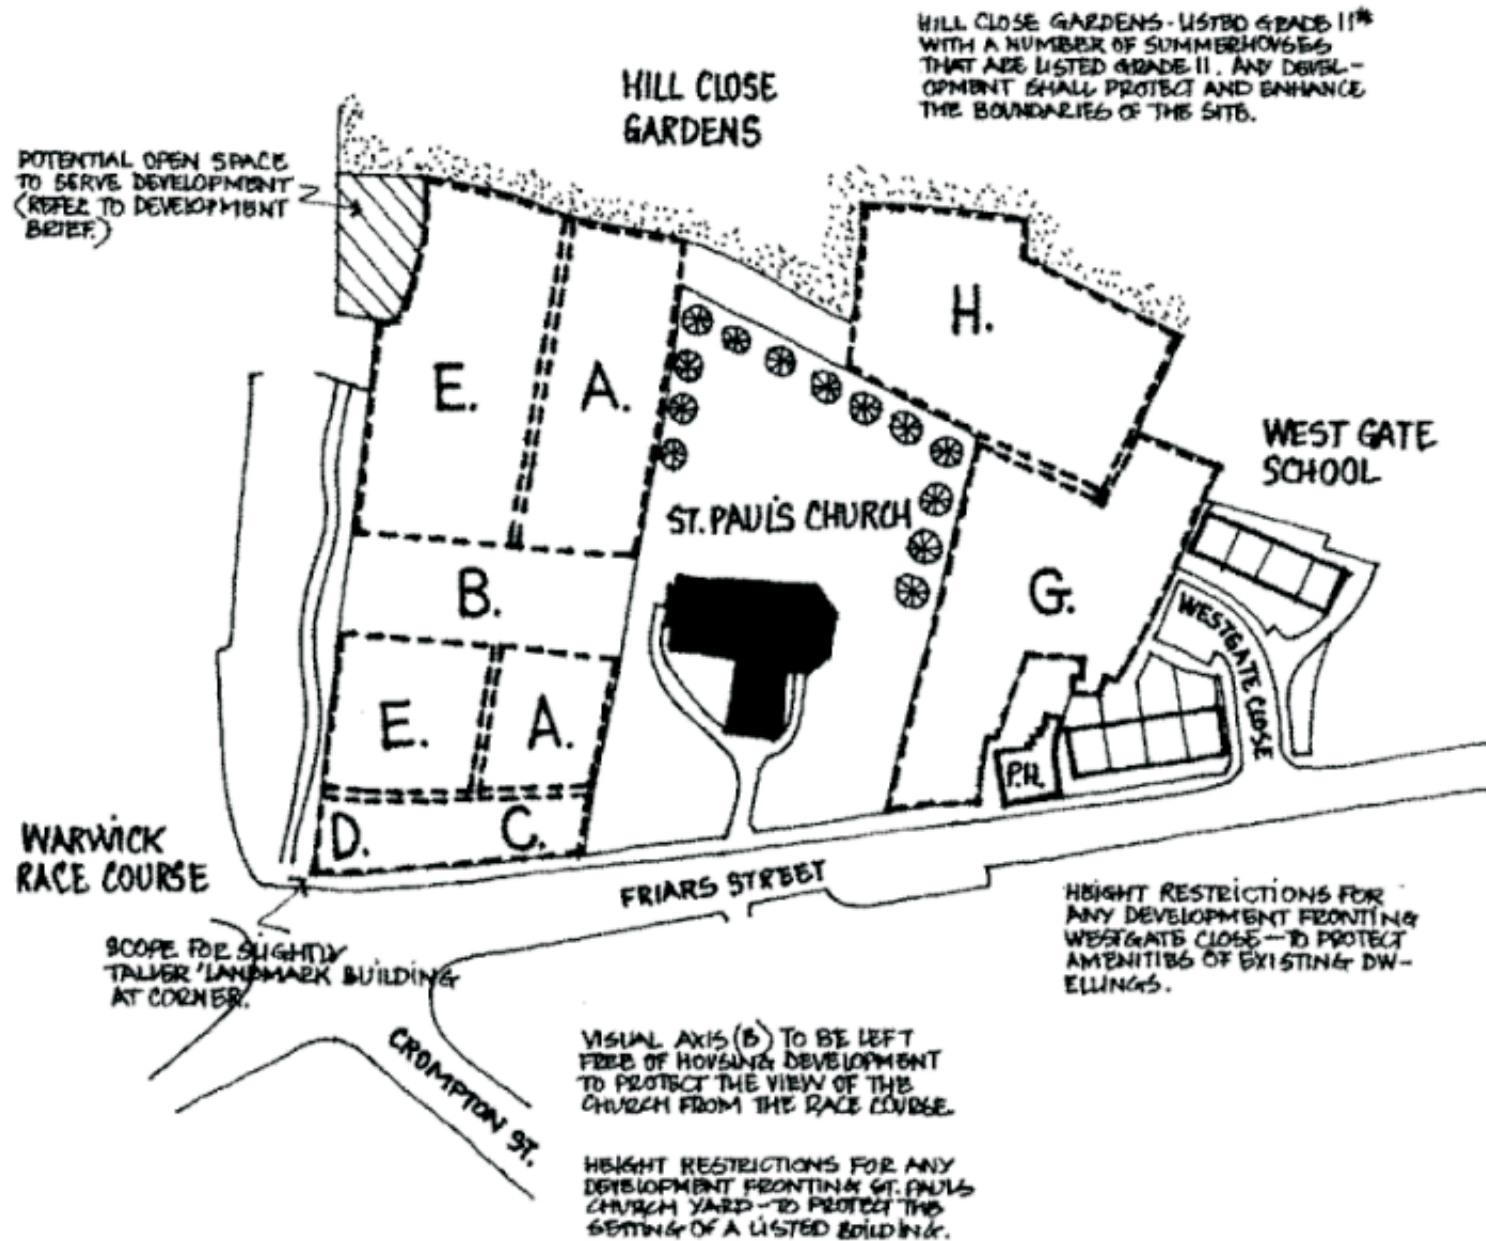 HILL CLOSE GARDENS - LISTED GRADE II*
WITH A NUMBER OF SUMMERHOUSES
THAT ARE LISTED GRADE II. ANY DEVEL-
OPMENT SHALL PROTECT AND ENHANCE
THE BOUNDARIES OF THE SITE.
HILL CLOSE
GARDENS
POTENTIAL OPEN SPACE
TO SERVE DEVELOPMENT
(REFER TO DEVELOPMENT
BRIEF.)
H.
E.
A.
WEST GATE
SCHOOL
ST. PAUL'S CHURCH
B.
G.
WESTGATE CLOSE
E.
A.
P.H.
D.
C.
WARWICK
RACE COURSE
FRIARS STREET
HEIGHT RESTRICTIONS FOR
ANY DEVELOPMENT FRONTING
WESTGATE CLOSE - TO PROTECT
AMENITIES OF EXISTING DW-
ELLINGS.
SCOPE FOR SLIGHTLY
TALLER 'LANDMARK BUILDING
AT CORNER.
CROMPTON ST.
VISUAL AXIS (B) TO BE LEFT
FREE OF HOUSING DEVELOPMENT
TO PROTECT THE VIEW OF THE
CHURCH FROM THE RACE COURSE.
HEIGHT RESTRICTIONS FOR ANY
DEVELOPMENT FRONTING ST. PAULS
CHURCH YARD - TO PROTECT THE
SETTING OF A LISTED BUILDING.